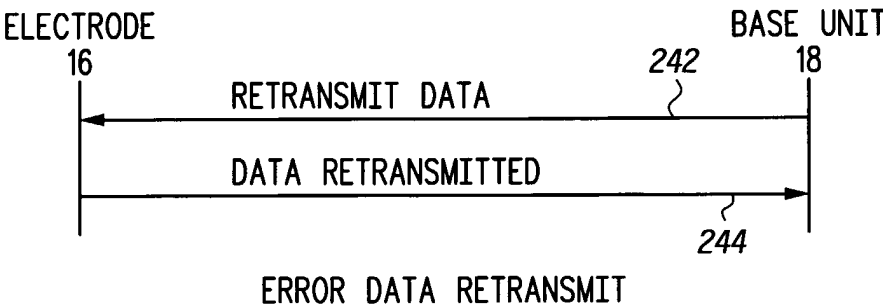 ELECTRODE
16
BASE UNIT
18
242
RETRANSMIT DATA
DATA RETRANSMITTED
244
ERROR DATA RETRANSMIT